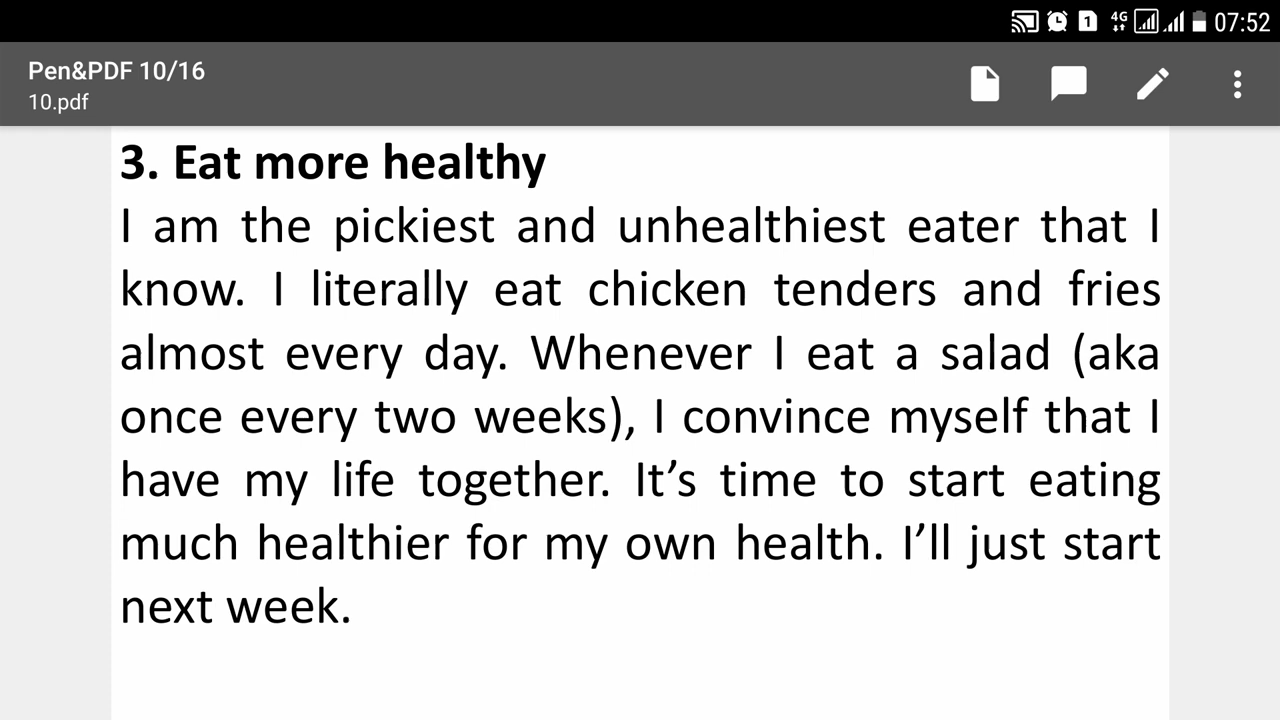 4G 07:52
1
Pen&PDF 10/16
10.pdf
3. Eat more healthy
I am the pickiest and unhealthiest eater that I
know. I literally eat chicken tenders and fries
almost every day. Whenever I eat a salad (aka
once every two weeks), I convince myself that I
have my life together. It’s time to start eating
much healthier for my own health. I’ll just start
next week.